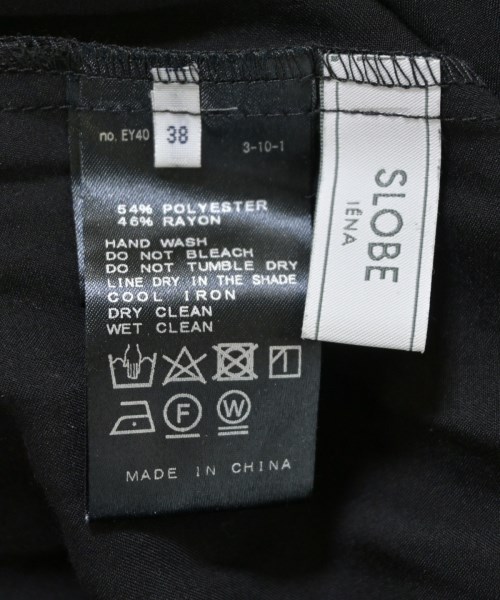 no. EY40
38
3-10-1
54% POLYESTER
46% RAYON
HAND WASH
DO NOT BLEACH
DO NOT TUMBLE DRY
LINE DRY IN THE SHADE
COOL IRON
DRY CLEAN
WET CLEAN
F
W
MADE IN CHINA
SLOBE
IÉNA